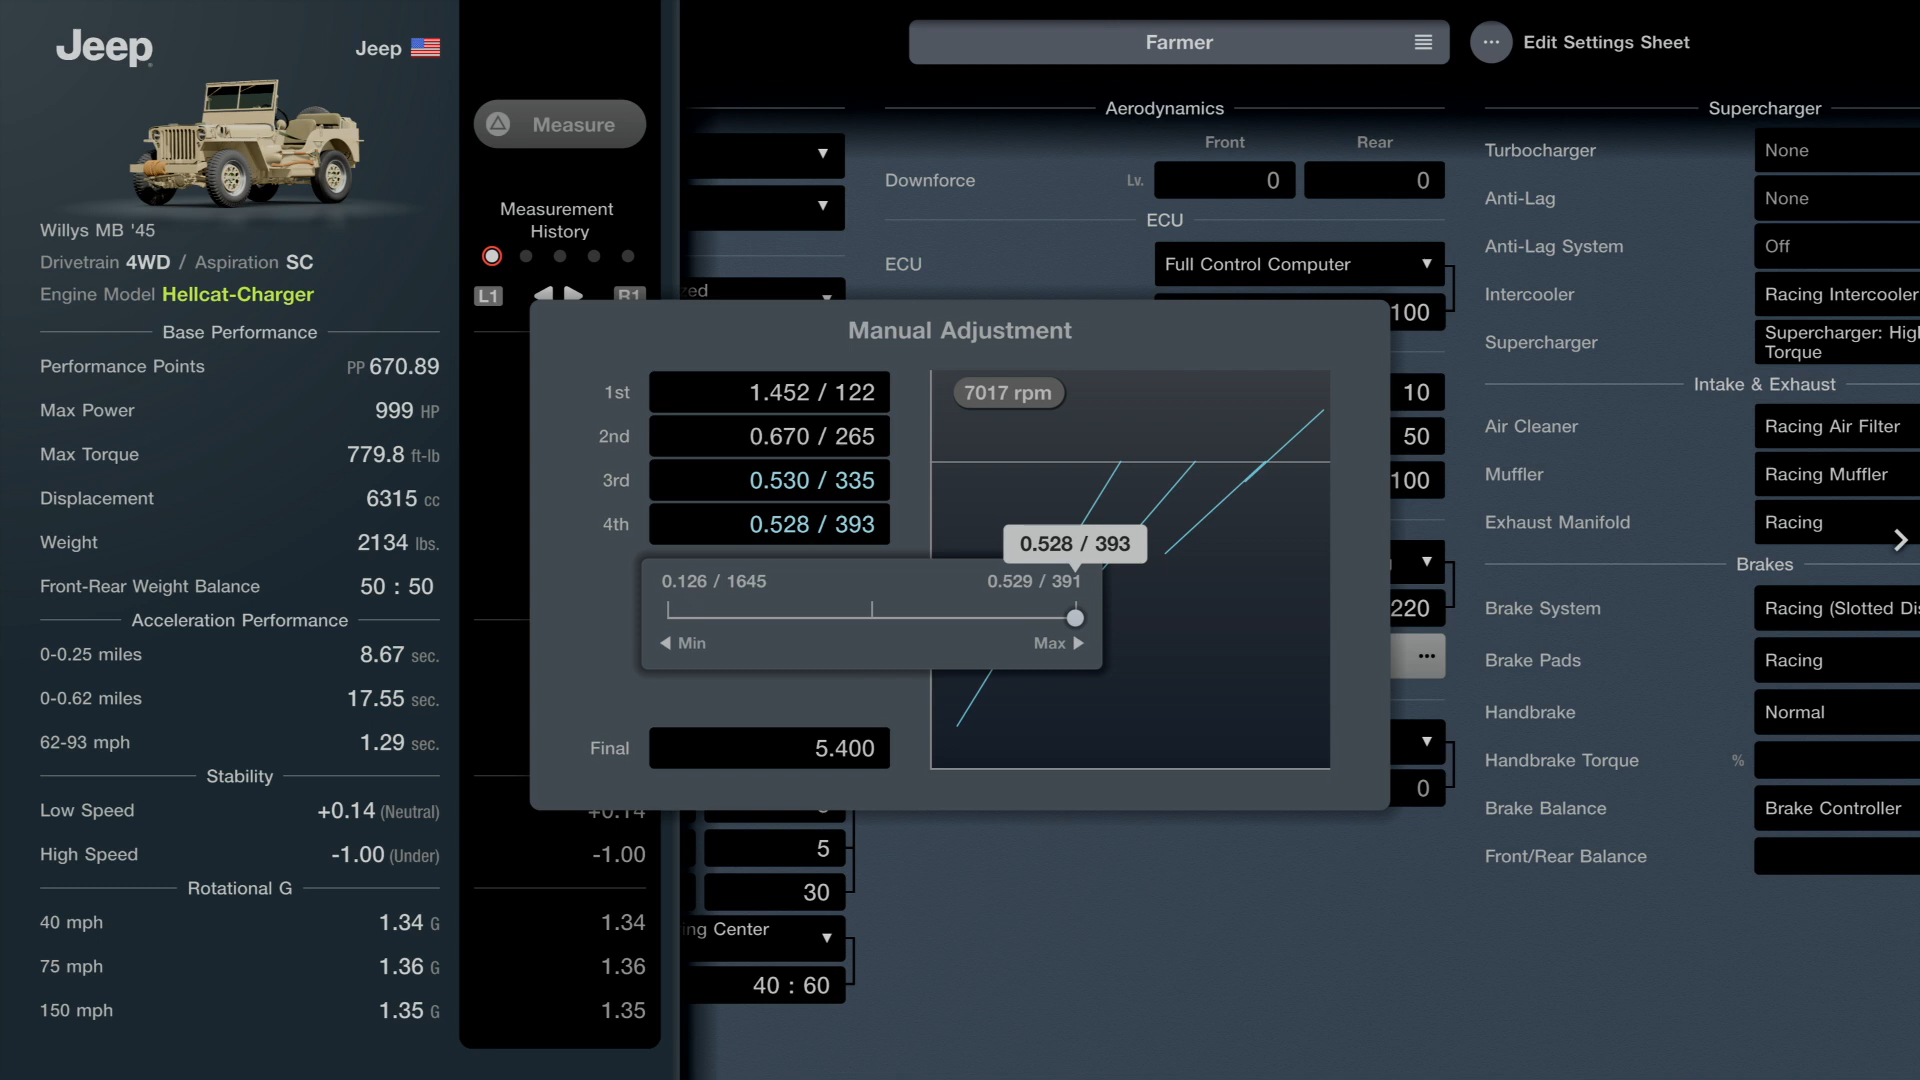 Jeep
Jeep
Willys MB '45
Drivetrain 4WD / Aspiration SC
Engine Model Hellcat-Charger
Base Performance
Performance Points PP 670.89
Max Power 999 HP
Max Torque 779.8 ft-lb
Displacement 6315 cc
Weight 2134 lbs.
Front-Rear Weight Balance 50 : 50
Acceleration Performance
0-0.25 miles 8.67 sec.
0-0.62 miles 17.55 sec.
62-93 mph 1.29 sec.
Stability
Low Speed +0.14 (Neutral)
High Speed -1.00 (Under)
Rotational G
40 mph 1.34 G
75 mph 1.36 G
150 mph 1.35 G
Measure
Measurement
History
L1 R1
+0.14
-1.00
1.34
1.36
1.35
Farmer
Edit Settings Sheet
Aerodynamics
Front Rear
Downforce Lv. 0 0
ECU
ECU Full Control Computer
100
10
50
100
220
0
5
30
ing Center
40 : 60
Manual Adjustment
1st 1.452 / 122
2nd 0.670 / 265
3rd 0.530 / 335
4th 0.528 / 393
7017 rpm
0.528 / 393
0.126 / 1645 0.529 / 391
Min Max
Final 5.400
Supercharger
Turbocharger None
Anti-Lag None
Anti-Lag System Off
Intercooler Racing Intercooler
Supercharger Supercharger: Hig
Torque
Intake & Exhaust
Air Cleaner Racing Air Filter
Muffler Racing Muffler
Exhaust Manifold Racing
Brakes
Brake System Racing (Slotted Dis
Brake Pads Racing
Handbrake Normal
Handbrake Torque %
Brake Balance Brake Controller
Front/Rear Balance